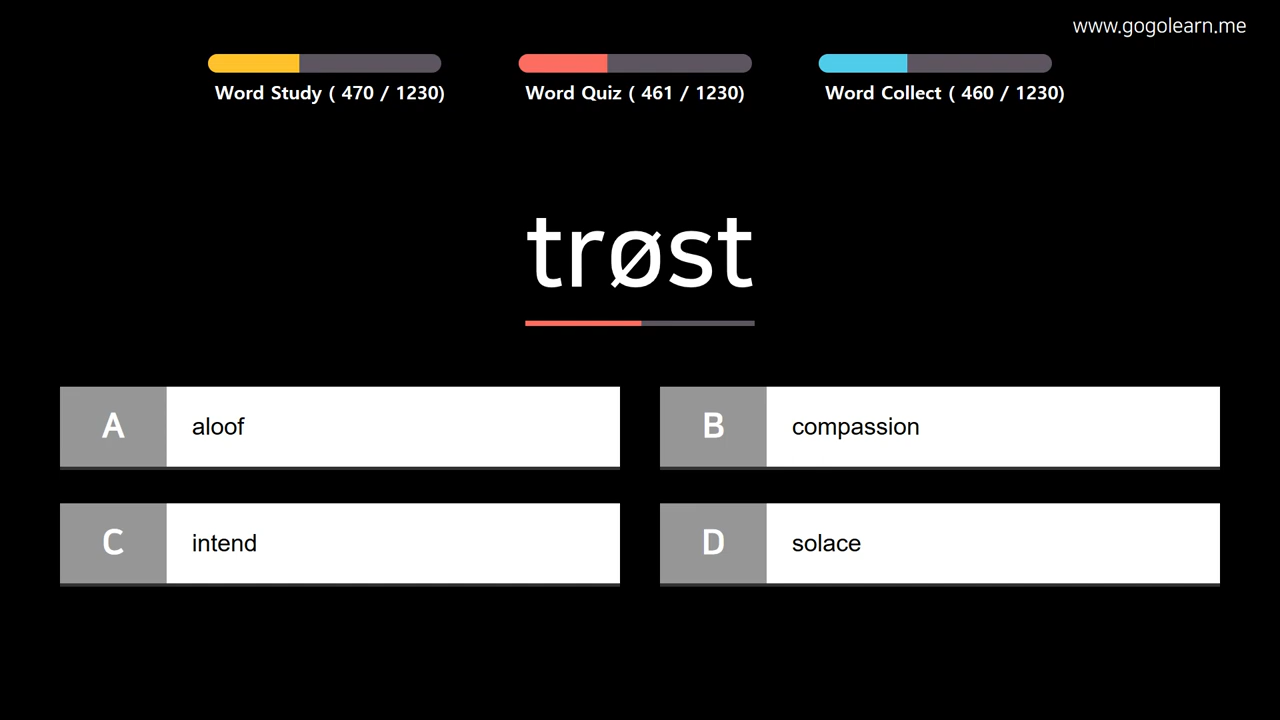 www.gogolearn.me
Word Study ( 470 / 1230)
Word Quiz ( 461 / 1230)
Word Collect ( 460 / 1230)
trøst
A aloof
B compassion
C intend
D solace